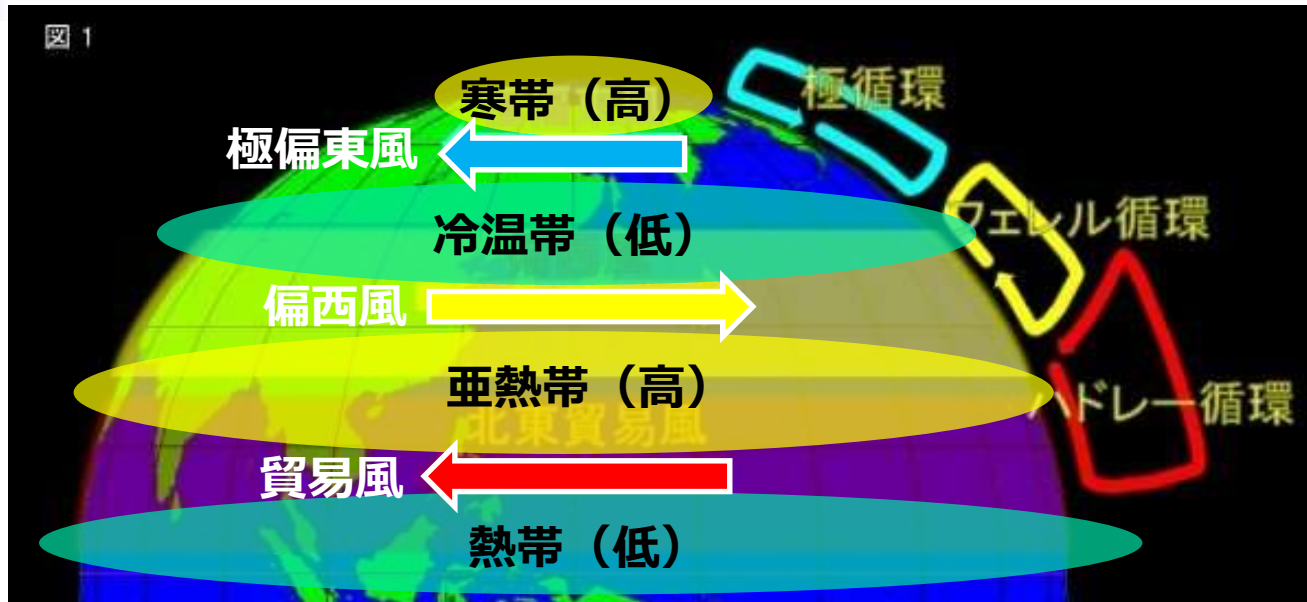 図1
寒帯（高）
極循環
極偏東風
冷温帯（低）
フェレル循環
偏西風
亜熱帯（高）
ハドレー循環
北東貿易風
貿易風
熱帯（低）